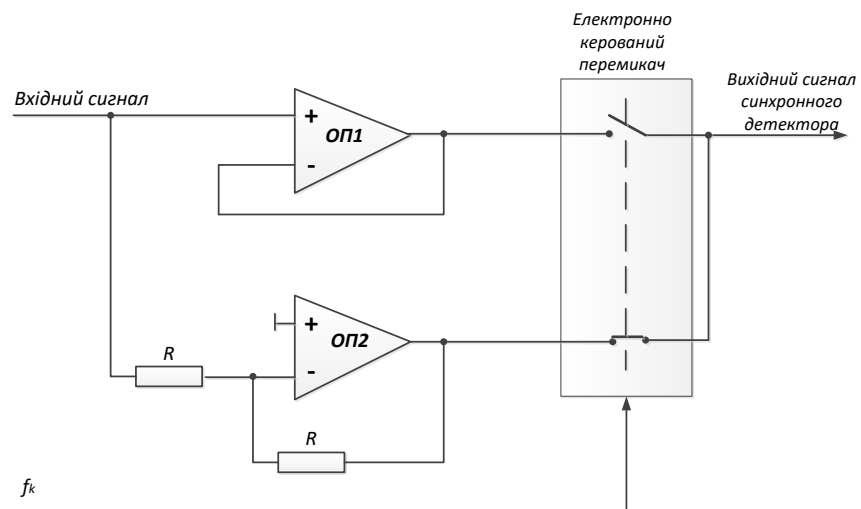 Електронно
керований
перемикач
Вхідний сигнал
Вихідний сигнал
синхронного
детектора
+
ОП1
-
+
ОП2
-
R
R
fk